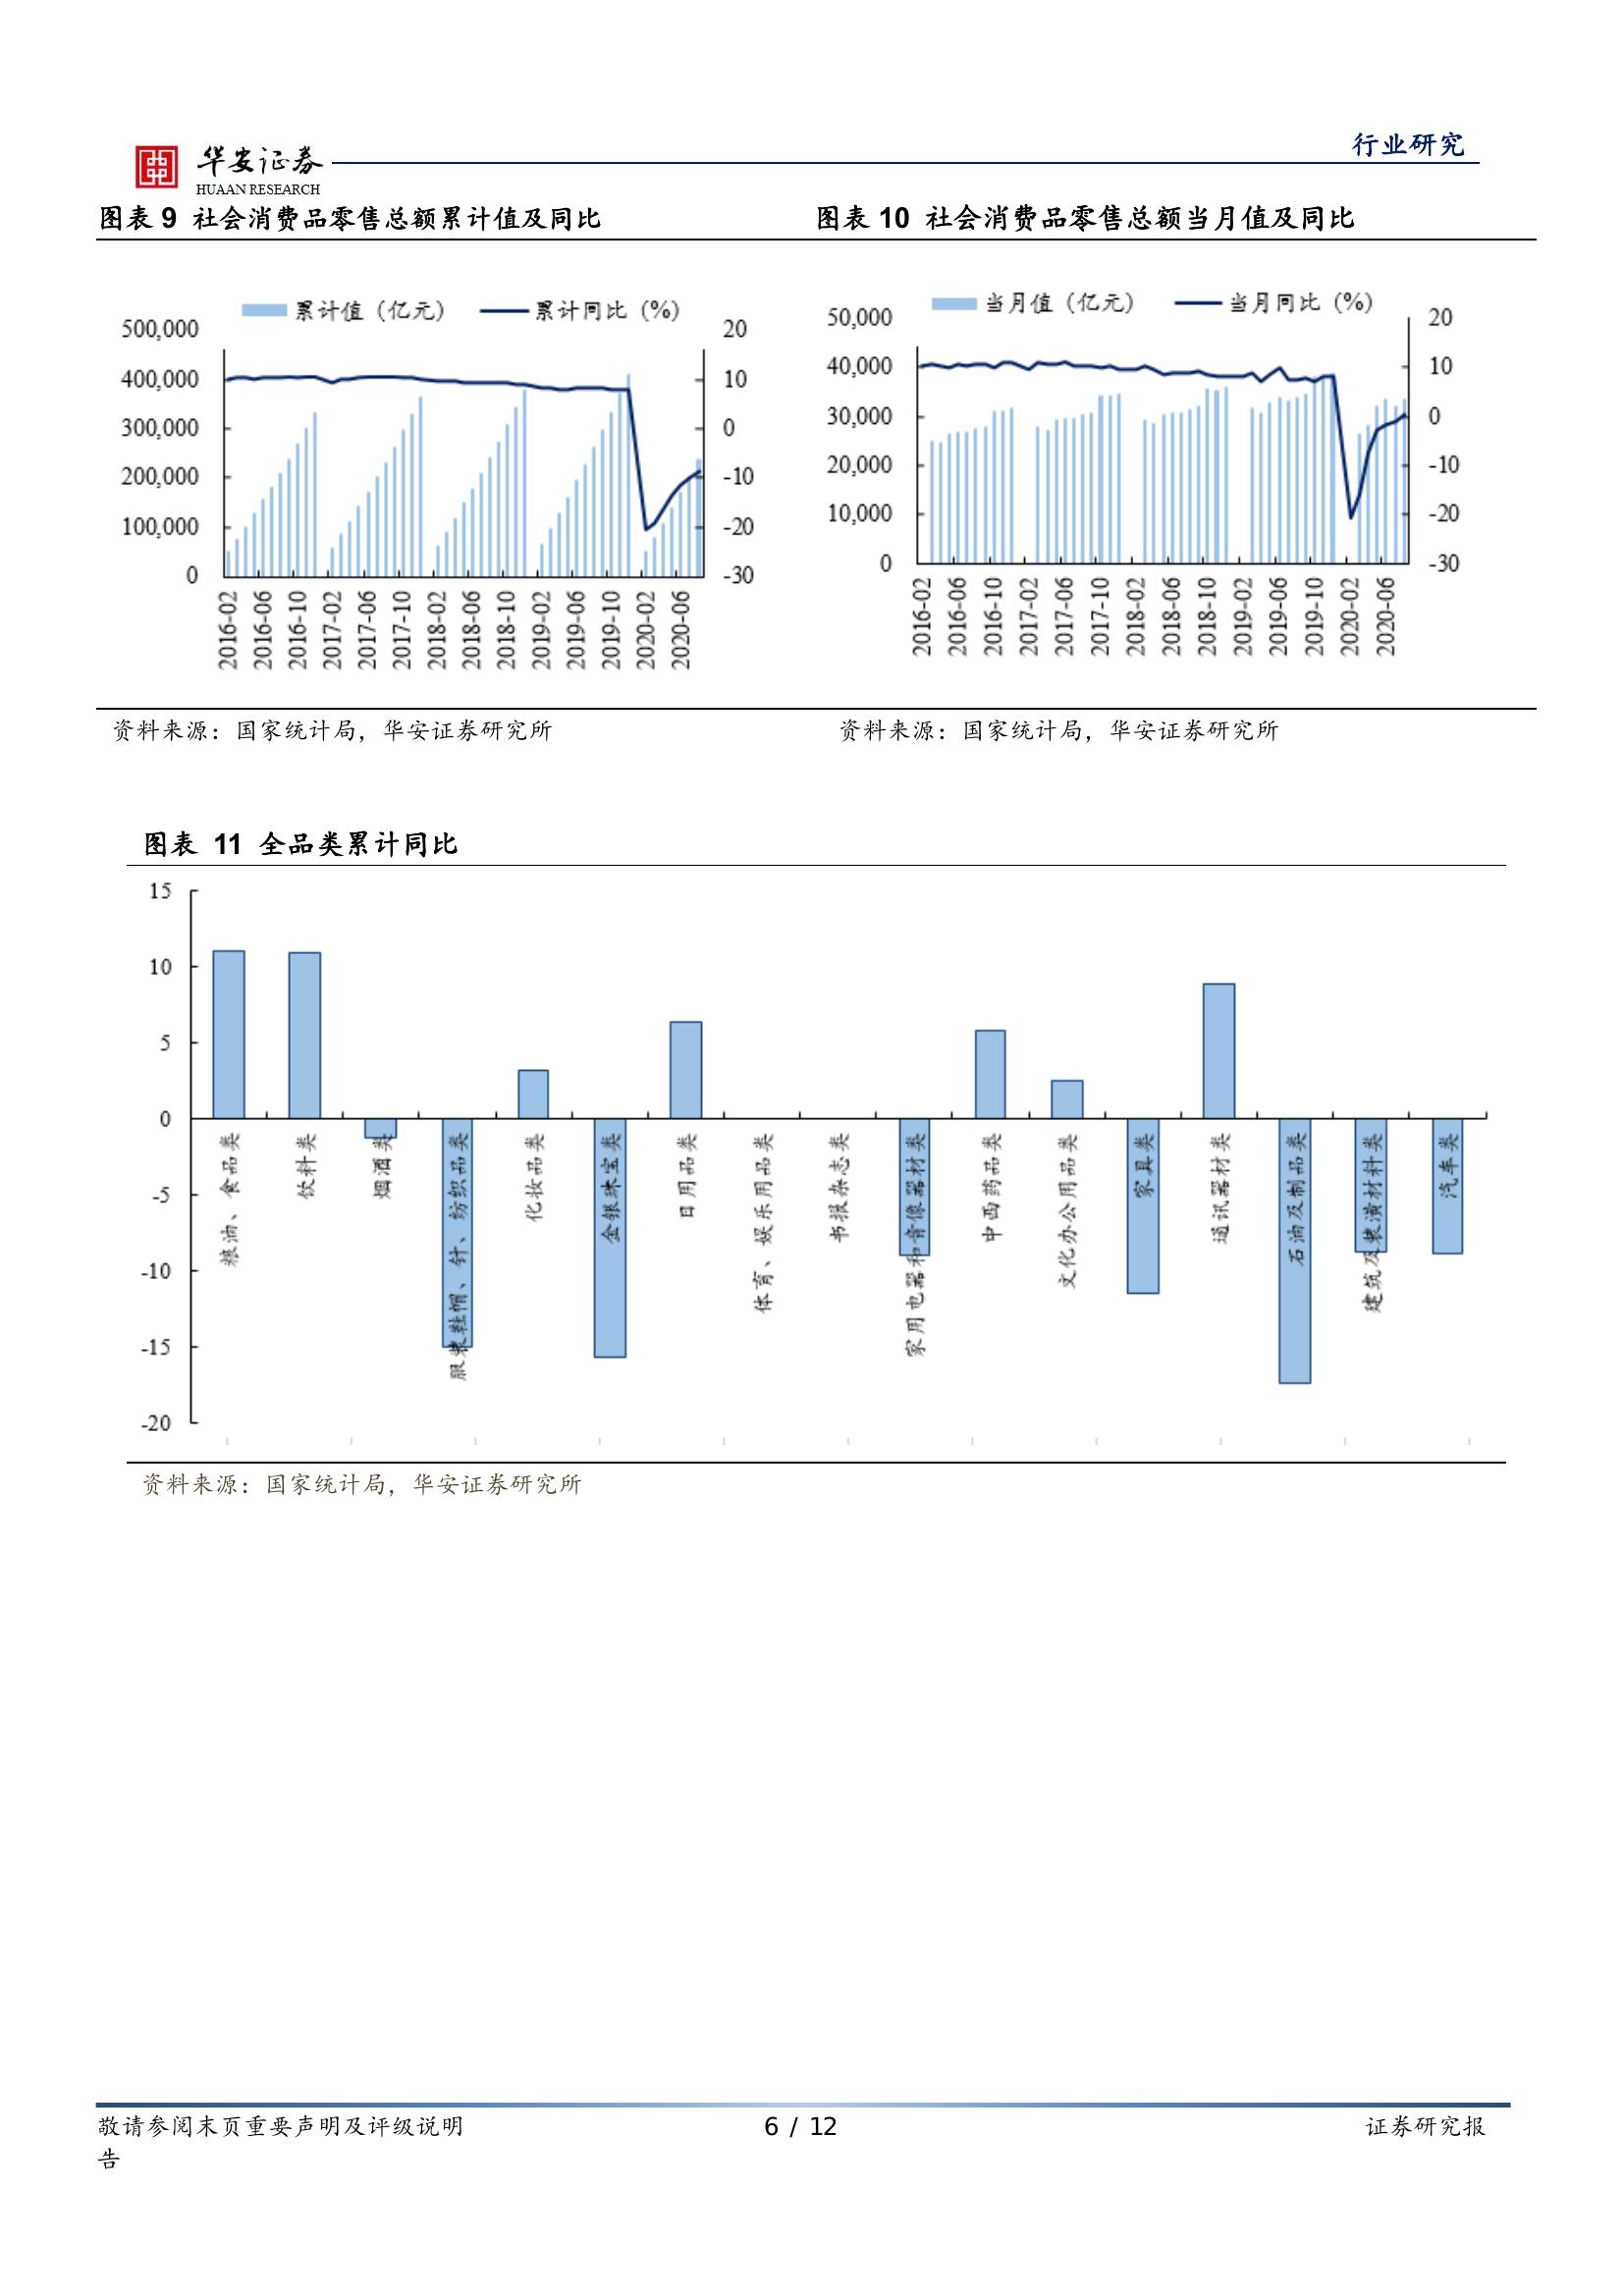 行业研究
华安证券
HUAAN RESEARCH
图表 9 社会消费品零售总额累计值及同比
图表 10 社会消费品零售总额当月值及同比
累计值（亿元） 累计同比（%）
500,000
400,000
300,000
200,000
100,000
0
20
10
0
-10
-20
-30
2016-02
2016-06
2016-10
2017-02
2017-06
2017-10
2018-02
2018-06
2018-10
2019-02
2019-06
2019-10
2020-02
2020-06
当月值（亿元） 当月同比（%）
50,000
40,000
30,000
20,000
10,000
0
20
10
0
-10
-20
-30
2016-02
2016-06
2016-10
2017-02
2017-06
2017-10
2018-02
2018-06
2018-10
2019-02
2019-06
2019-10
2020-02
2020-06
资料来源：国家统计局，华安证券研究所
资料来源：国家统计局，华安证券研究所
图表 11 全品类累计同比
15
10
5
0
-5
-10
-15
-20
粮油、食品类
饮料类
烟酒类
服装鞋帽、针、纺织品类
化妆品类
金银珠宝类
日用品类
体育、娱乐用品类
书报杂志类
家用电器和音像器材类
中西药品类
文化办公用品类
家具类
通讯器材类
石油及制品类
建筑及装潢材料类
汽车类
资料来源：国家统计局，华安证券研究所
敬请参阅末页重要声明及评级说明 6 / 12 证券研究报
告